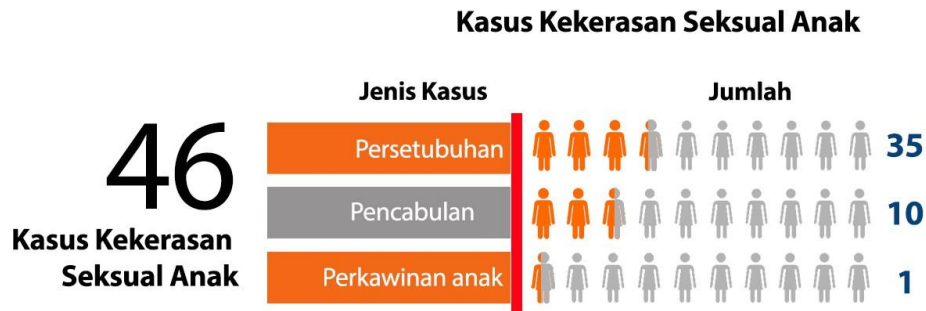 Kasus Kekerasan Seksual Anak
Jenis Kasus Jumlah
46
Kasus Kekerasan
Seksual Anak
Persetubuhan 35
Pencabulan 10
Perkawinan anak 1